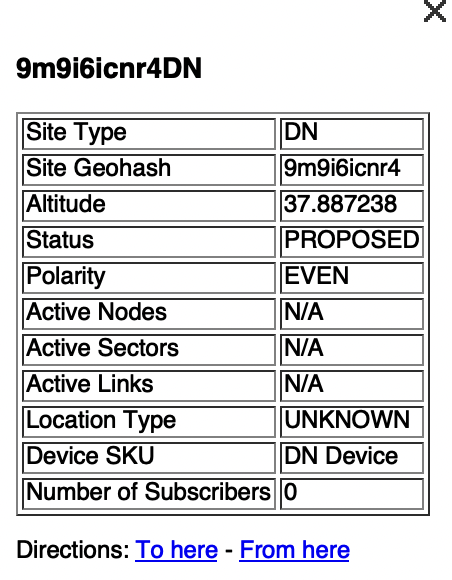 9m9i6icnr4DN
Site Type DN
Site Geohash 9m9i6icnr4
Altitude 37.887238
Status PROPOSED
Polarity EVEN
Active Nodes N/A
Active Sectors N/A
Active Links N/A
Location Type UNKNOWN
Device SKU DN Device
Number of Subscribers 0
Directions: To here - From here